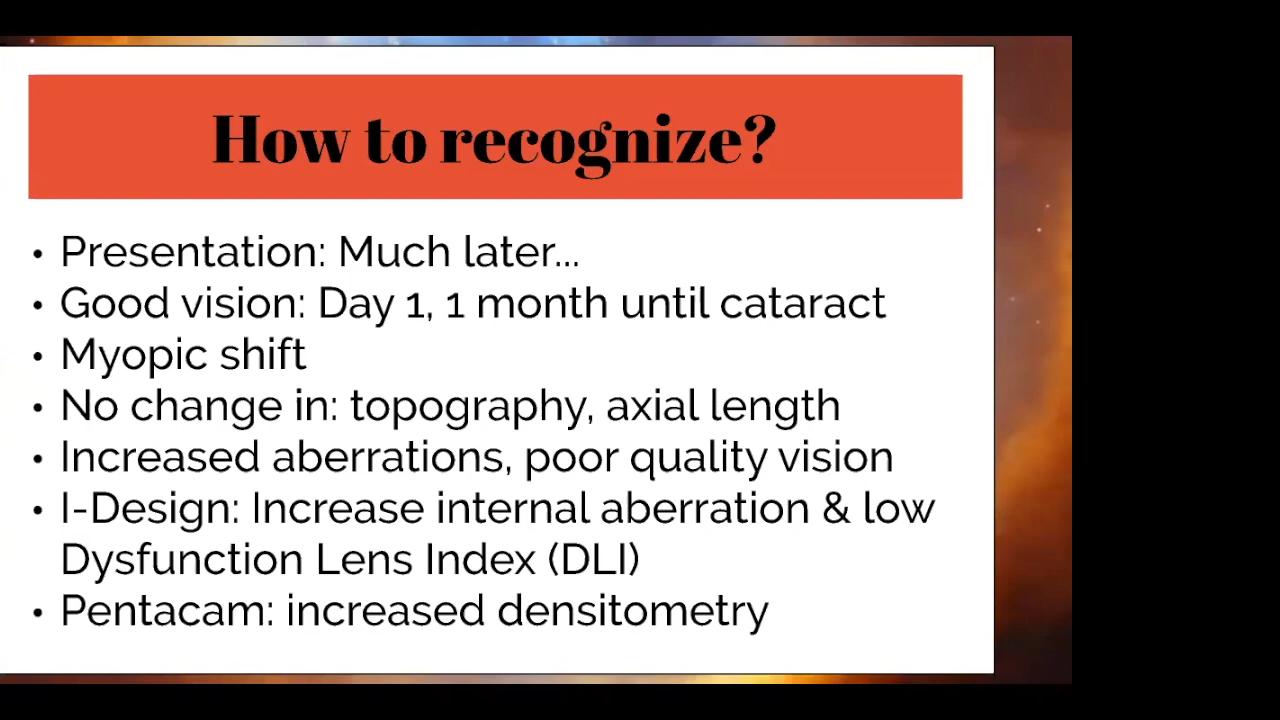 How to recognize?
• Presentation: Much later...
• Good vision: Day 1, 1 month until cataract
• Myopic shift
• No change in: topography, axial length
• Increased aberrations, poor quality vision
• I-Design: Increase internal aberration & low
Dysfunction Lens Index (DLI)
• Pentacam: increased densitometry